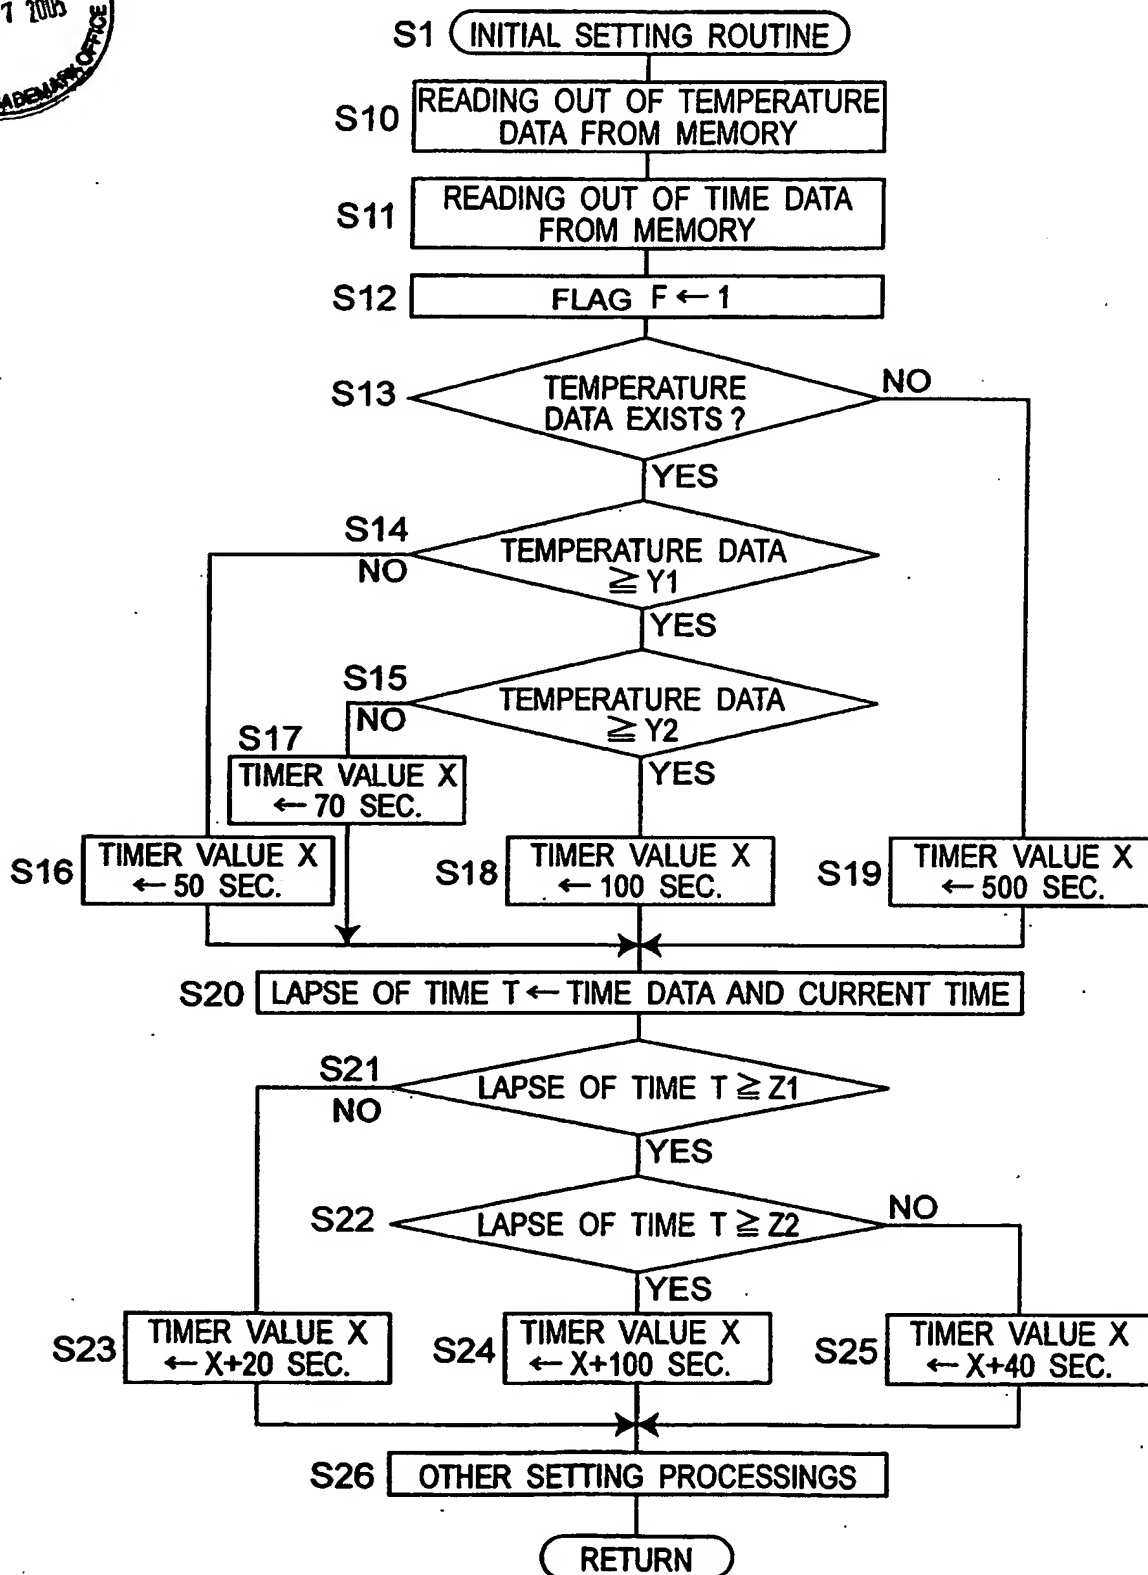 7 2005
TRADEMARK OFFICE
S1 INITIAL SETTING ROUTINE
S10 READING OUT OF TEMPERATURE
DATA FROM MEMORY
S11 READING OUT OF TIME DATA
FROM MEMORY
S12 FLAG F ← 1
S13 TEMPERATURE
DATA EXISTS ?
NO
YES
S14 TEMPERATURE DATA
≧ Y1
NO
YES
S15 TEMPERATURE DATA
≧ Y2
NO
YES
S17 TIMER VALUE X
← 70 SEC.
S16 TIMER VALUE X
← 50 SEC.
S18 TIMER VALUE X
← 100 SEC.
S19 TIMER VALUE X
← 500 SEC.
S20 LAPSE OF TIME T ← TIME DATA AND CURRENT TIME
S21 LAPSE OF TIME T ≧ Z1
NO
YES
S22 LAPSE OF TIME T ≧ Z2
NO
YES
S23 TIMER VALUE X
← X+20 SEC.
S24 TIMER VALUE X
← X+100 SEC.
S25 TIMER VALUE X
← X+40 SEC.
S26 OTHER SETTING PROCESSINGS
RETURN